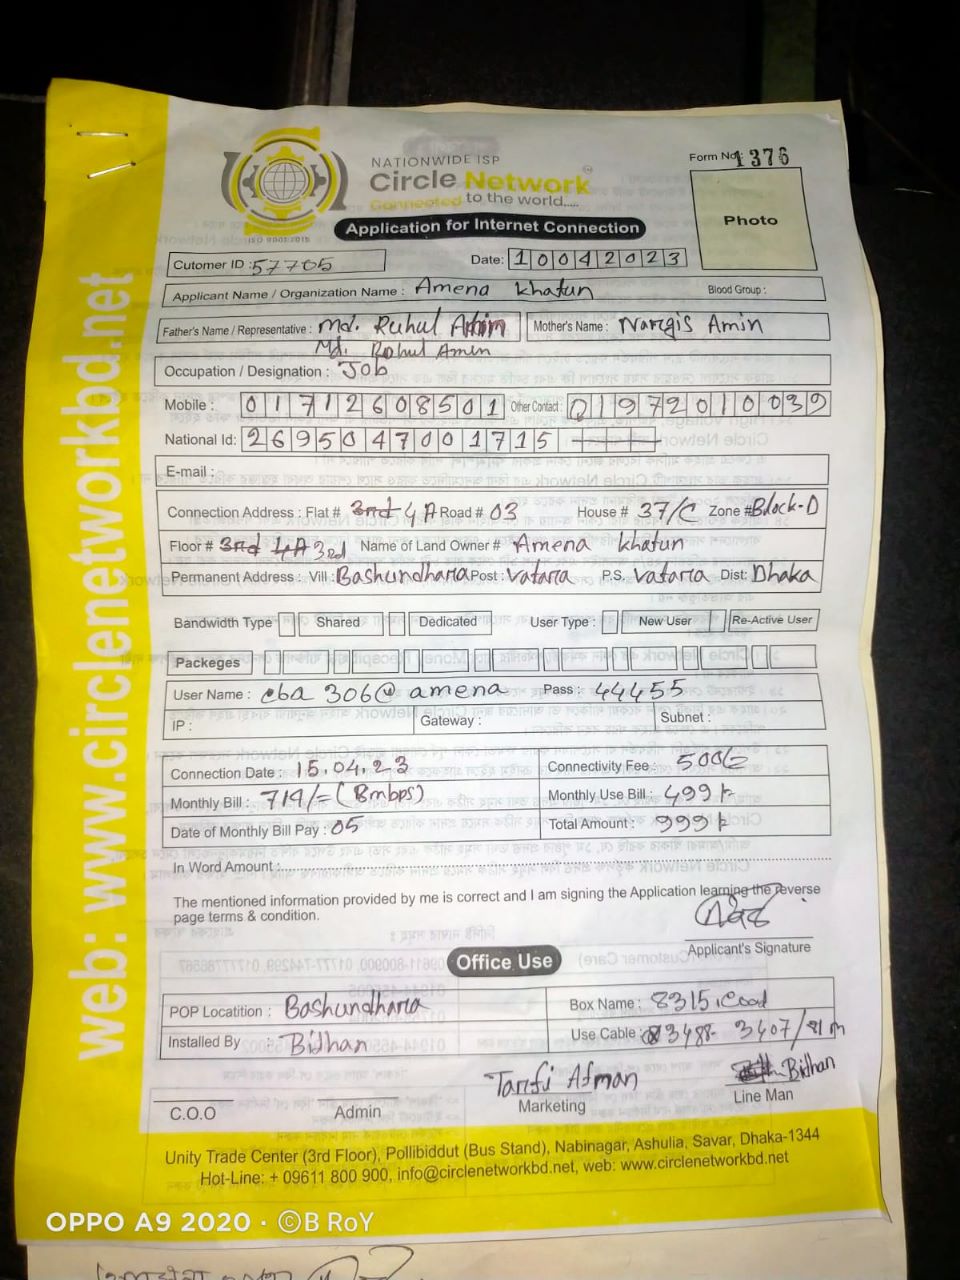 NATIONWIDE ISP
Circle Network
Connected to the world.....
ISO 9001:2015
Form No. 1376
Photo
Application for Internet Connection
Cutomer ID : 57705
Date: 10042023
Applicant Name / Organization Name : Amena khatun Blood Group :
Father's Name / Representative : Md. Ruhul Amin Mother's Name : Nargis Amin
Md. Rohul Amen
Occupation / Designation : Job
Mobile : 01712608501 Other Contact : 01972010039
National Id: 2695047001715
E-mail :
Connection Address : Flat # 3rd 4A Road # 03 House # 37/C Zone # Block-D
Floor # 3rd 4A 3rd Name of Land Owner # Amena khatun
Permanent Address : Vill : Bashundhara Post : Vatara P.S. Vatara Dist: Dhaka
Bandwidth Type Shared Dedicated User Type : New User Re-Active User
Packeges
User Name : cba 306@amena Pass : 44455
IP : Gateway : Subnet :
Connection Date : 15.04.23 Connectivity Fee : 500/-
Monthly Bill : 714/- (8mbps) Monthly Use Bill : 499/-
Date of Monthly Bill Pay : 05 Total Amount : 999/-
In Word Amount :
The mentioned information provided by me is correct and I am signing the Application learning the reverse
page terms & condition.
Applicant's Signature
Office Use
POP Locatition : Bashundhara Box Name : 8315
Installed By : Bidhan Use Cable : 3488 3407
Bidhan
C.O.O Admin Marketing Line Man
Unity Trade Center (3rd Floor), Pollibiddut (Bus Stand), Nabinagar, Ashulia, Savar, Dhaka-1344
Hot-Line: + 09611 800 900, info@circlenetworkbd.net, web: www.circlenetworkbd.net
web: www.circlenetworkbd.net
OPPO A9 2020 · ©B RoY